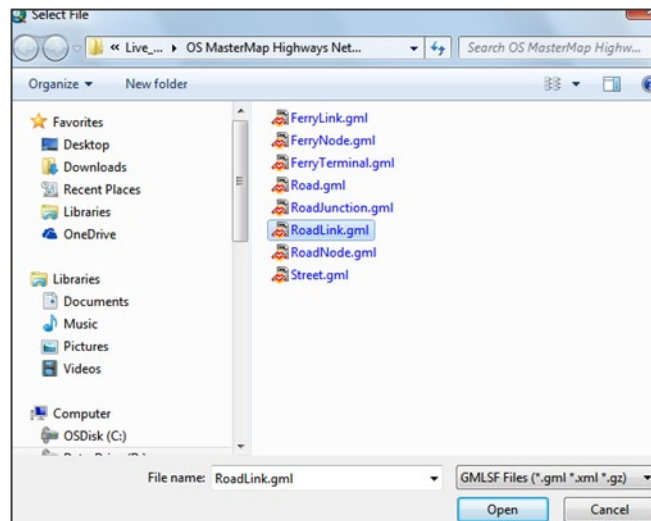 Select File
« Live_... ▸ OS MasterMap Highways Net...
Search OS MasterMap Highw...
Organize
New folder
Favorites
Desktop
Downloads
Recent Places
Libraries
OneDrive
Libraries
Documents
Music
Pictures
Videos
Computer
OSDisk (C:)
FerryLink.gml
FerryNode.gml
FerryTerminal.gml
Road.gml
RoadJunction.gml
RoadLink.gml
RoadNode.gml
Street.gml
File name: RoadLink.gml
GMLSF Files (*.gml *.xml *.gz)
Open
Cancel